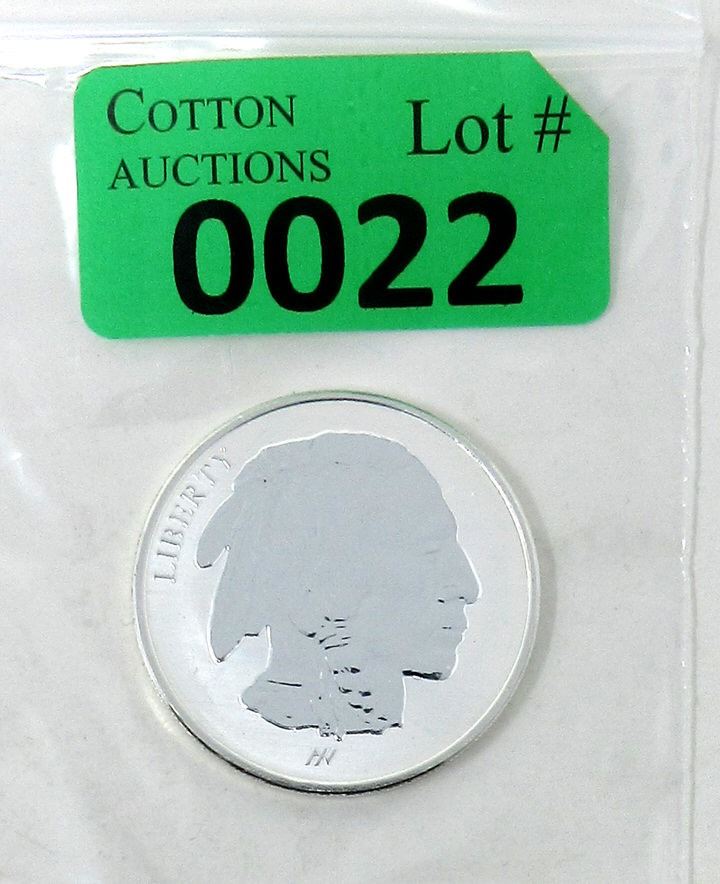 COTTON
AUCTIONS
Lot #
0022
LIBERTY